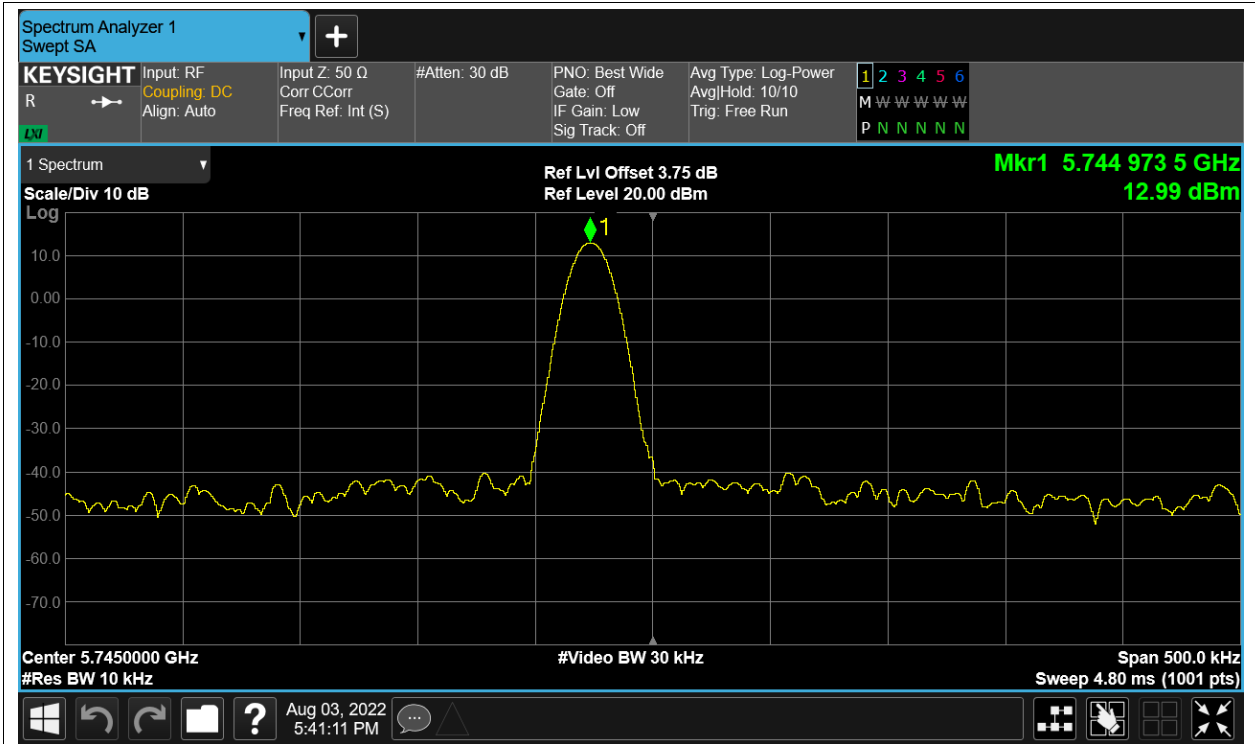 Spectrum Analyzer 1
Swept SA
KEYSIGHT
R
LXI
Input: RF
Coupling: DC
Align: Auto
Input Z: 50 Ω
Corr CCorr
Freq Ref: Int (S)
#Atten: 30 dB
PNO: Best Wide
Gate: Off
IF Gain: Low
Sig Track: Off
Avg Type: Log-Power
Avg|Hold: 10/10
Trig: Free Run
1 2 3 4 5 6
M W W W W W
P N N N N N
1 Spectrum
Scale/Div 10 dB
Log
Ref Lvl Offset 3.75 dB
Ref Level 20.00 dBm
Mkr1 5.744 973 5 GHz
12.99 dBm
1
10.0
0.00
-10.0
-20.0
-30.0
-40.0
-50.0
-60.0
-70.0
Center 5.7450000 GHz
#Res BW 10 kHz
#Video BW 30 kHz
Span 500.0 kHz
Sweep 4.80 ms (1001 pts)
?
Aug 03, 2022
5:41:11 PM